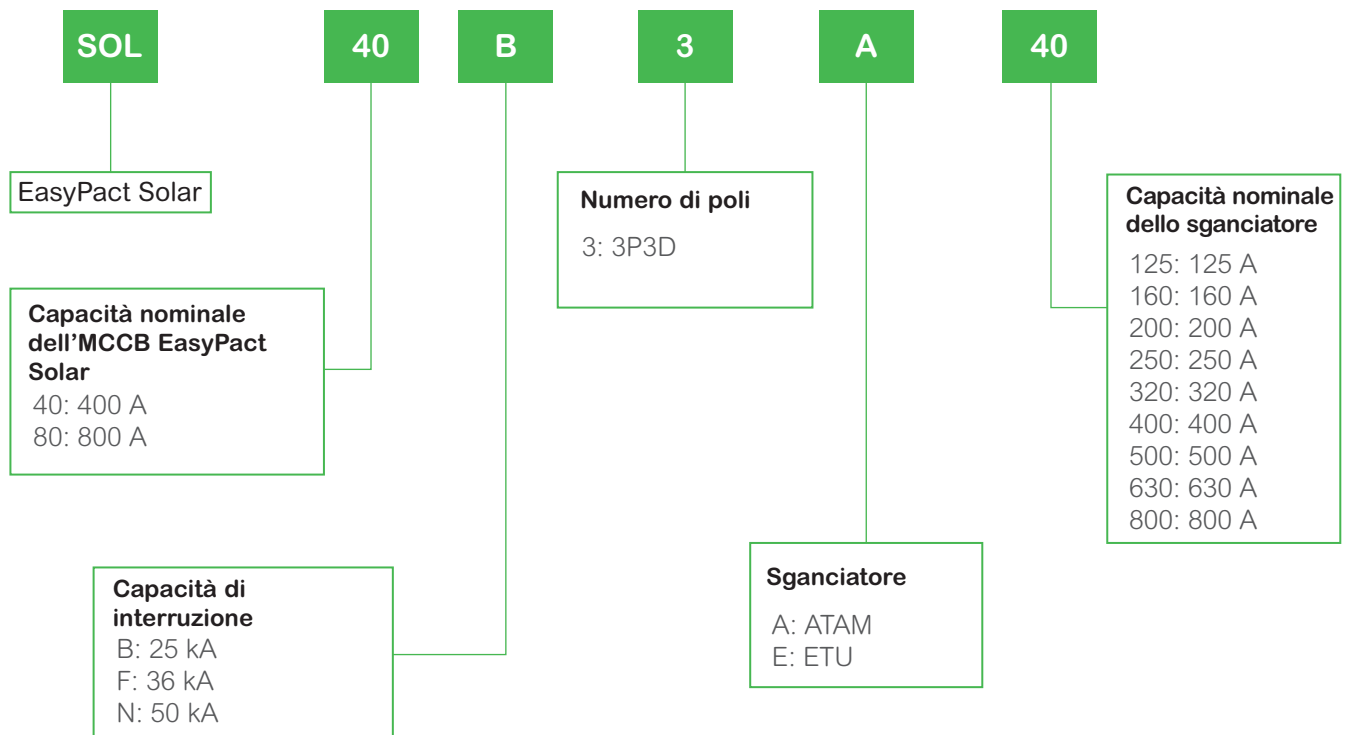 SOL 40 B 3 A 40
EasyPact Solar
Capacità nominale
dell’MCCB EasyPact
Solar
40: 400 A
80: 800 A
Capacità di
interruzione
B: 25 kA
F: 36 kA
N: 50 kA
Numero di poli
3: 3P3D
Sganciatore
A: ATAM
E: ETU
Capacità nominale
dello sganciatore
125: 125 A
160: 160 A
200: 200 A
250: 250 A
320: 320 A
400: 400 A
500: 500 A
630: 630 A
800: 800 A